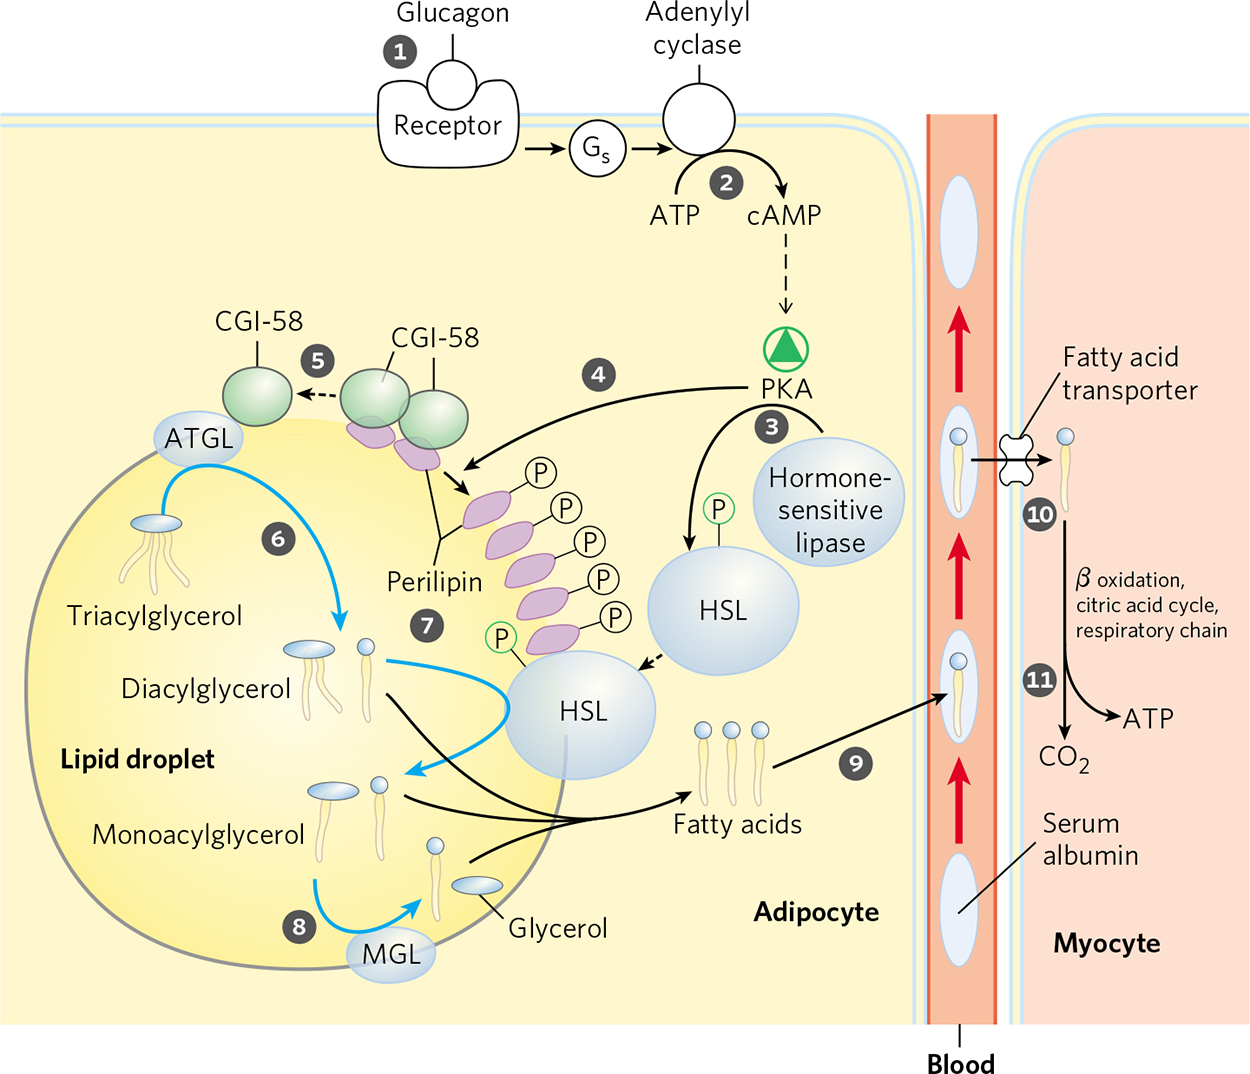 Glucagon
Adenylyl
cyclase
1
Receptor
Gs
2
ATP
cAMP
CGI-58
CGI-58
5
4
PKA
3
Fatty acid
transporter
ATGL
Hormone-
sensitive
lipase
P
P
P
P
P
P
P
6
10
Perilipin
β oxidation,
citric acid cycle,
respiratory chain
Triacylglycerol
HSL
7
Diacylglycerol
11
HSL
ATP
Lipid droplet
9
CO2
Monoacylglycerol
Fatty acids
Serum
albumin
8
Glycerol
Adipocyte
MGL
Myocyte
Blood